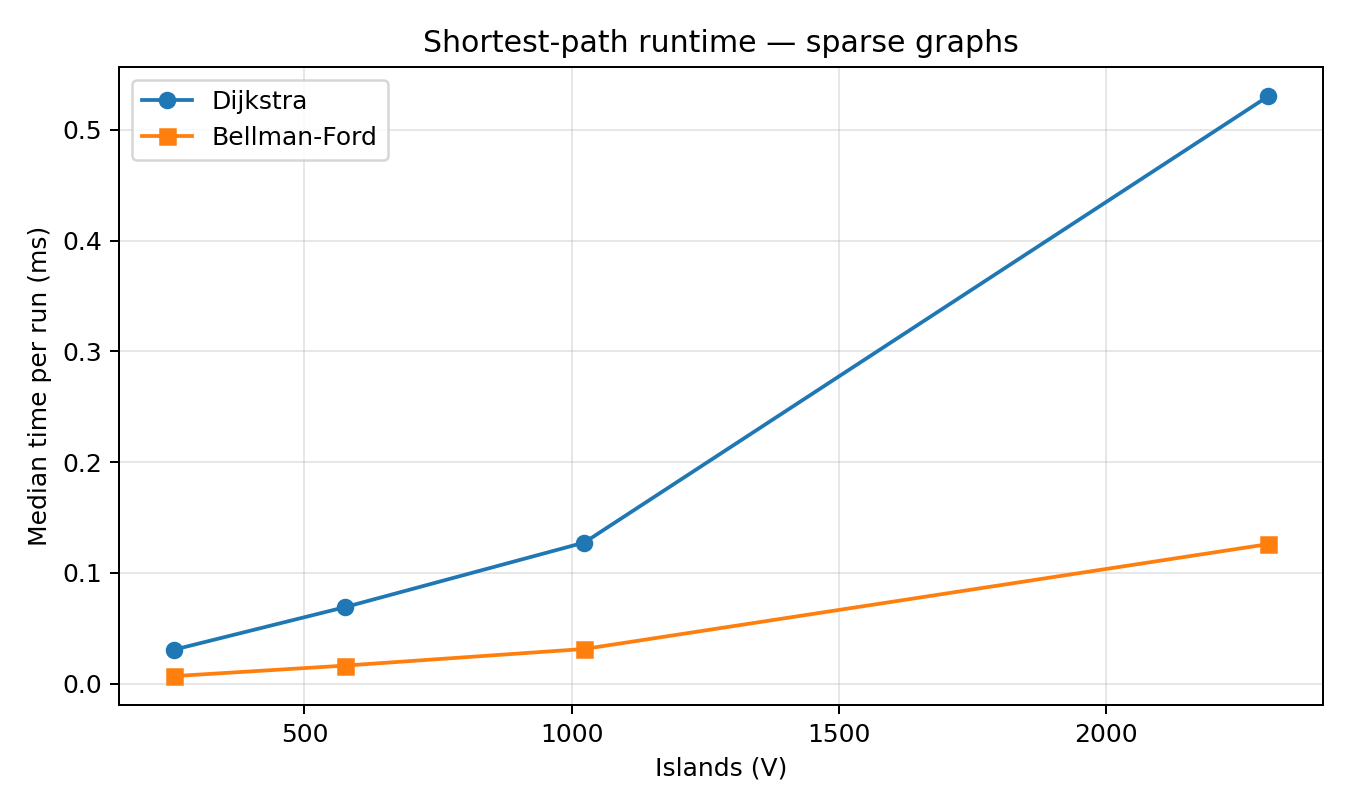 Shortest-path runtime — sparse graphs
Dijkstra
Bellman-Ford
Median time per run (ms)
0.5
0.4
0.3
0.2
0.1
0.0
500 1000 1500 2000
Islands (V)